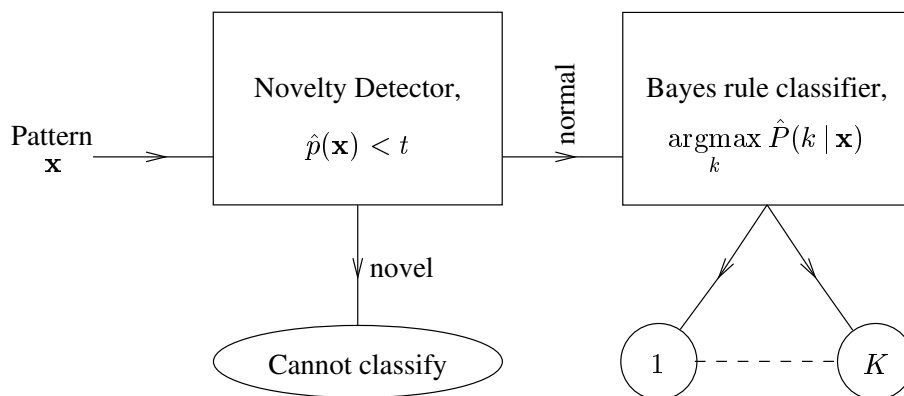 Pattern
x
Novelty Detector,
p̂(x) < t
normal
Bayes rule classifier,
argmax P̂(k | x)
k
novel
Cannot classify
1
K